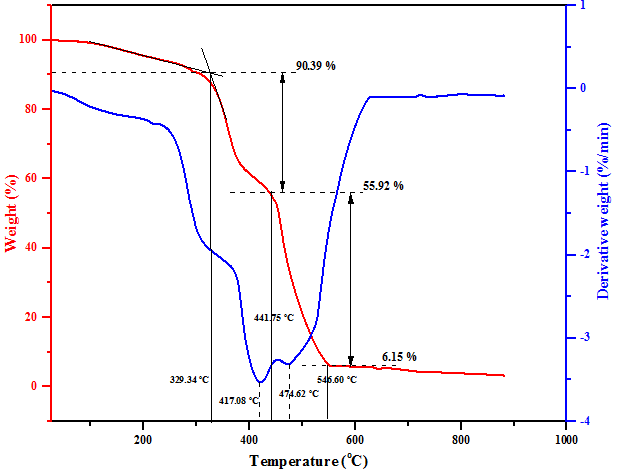 100
80
60
40
20
0
Weight (%)
1
0
-1
-2
-3
-4
Derivative weight (%/min)
90.39 %
55.92 %
6.15 %
441.75 °C
329.34 °C
417.08 °C
474.62 °C
546.60 °C
200
400
600
800
1000
Temperature (⁰C)